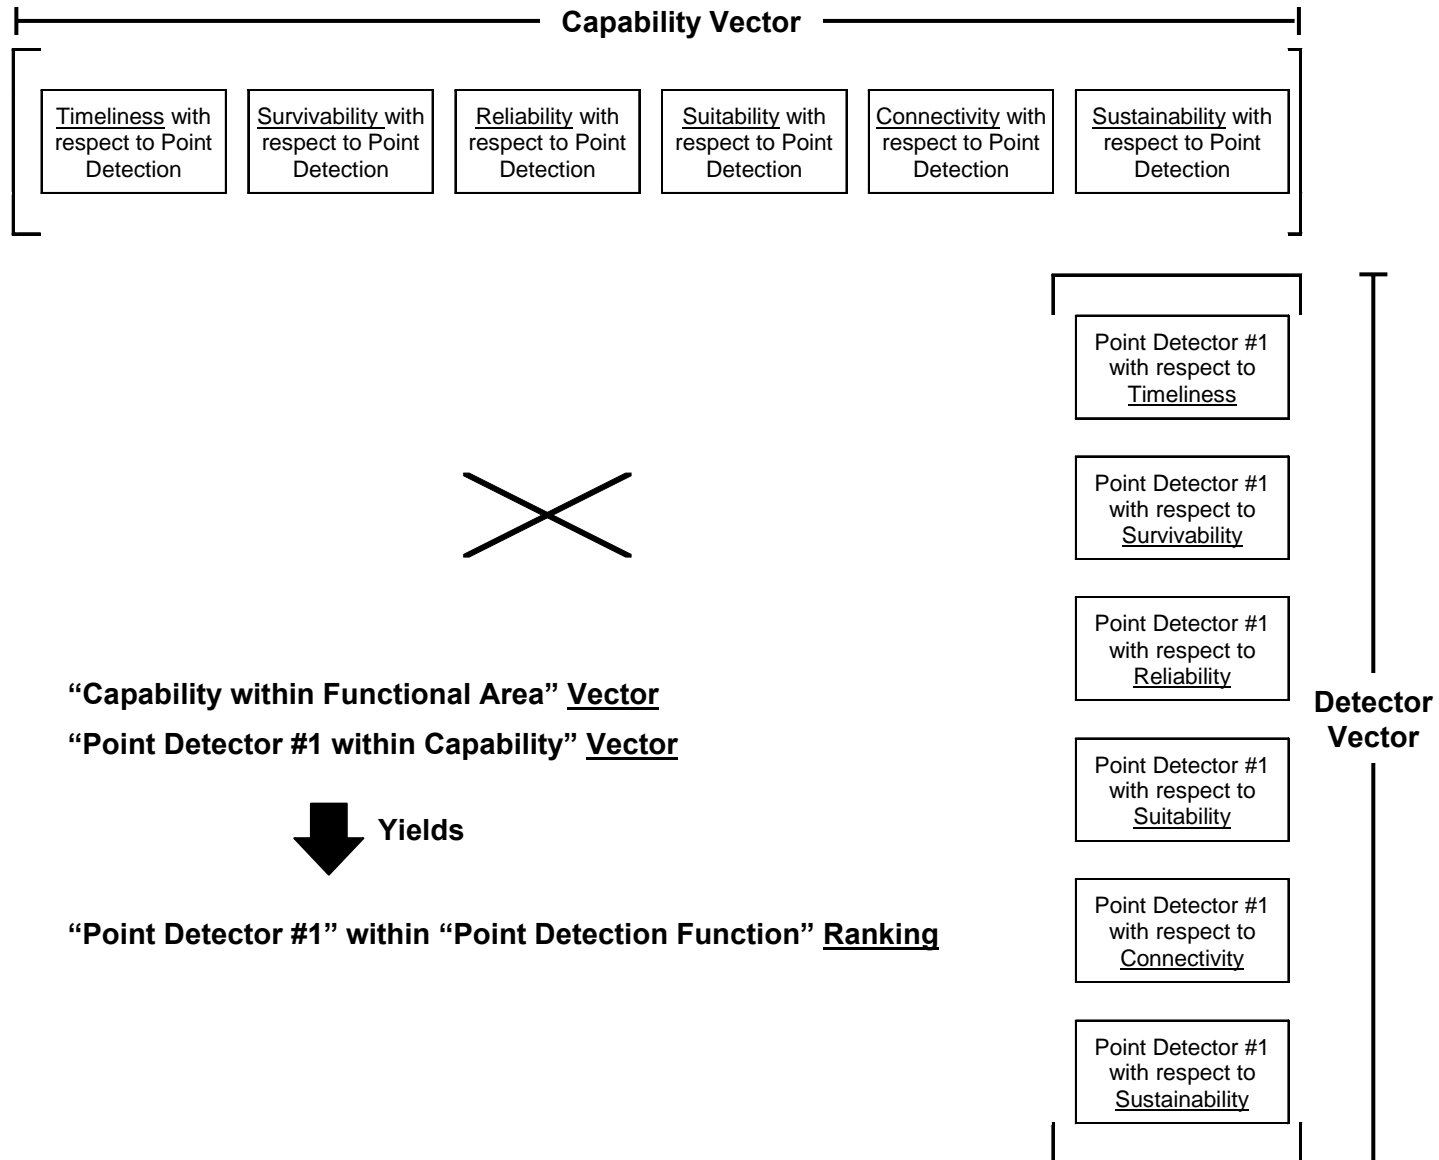 Capability Vector
Timeliness with
respect to Point
Detection
Survivability with
respect to Point
Detection
Reliability with
respect to Point
Detection
Suitability with
respect to Point
Detection
Connectivity with
respect to Point
Detection
Sustainability with
respect to Point
Detection
Point Detector #1
with respect to
Timeliness
Point Detector #1
with respect to
Survivability
Point Detector #1
with respect to
Reliability
Point Detector #1
with respect to
Suitability
Point Detector #1
with respect to
Connectivity
Point Detector #1
with respect to
Sustainability
Detector
Vector
“Capability within Functional Area” Vector
“Point Detector #1 within Capability” Vector
Yields
“Point Detector #1” within “Point Detection Function” Ranking